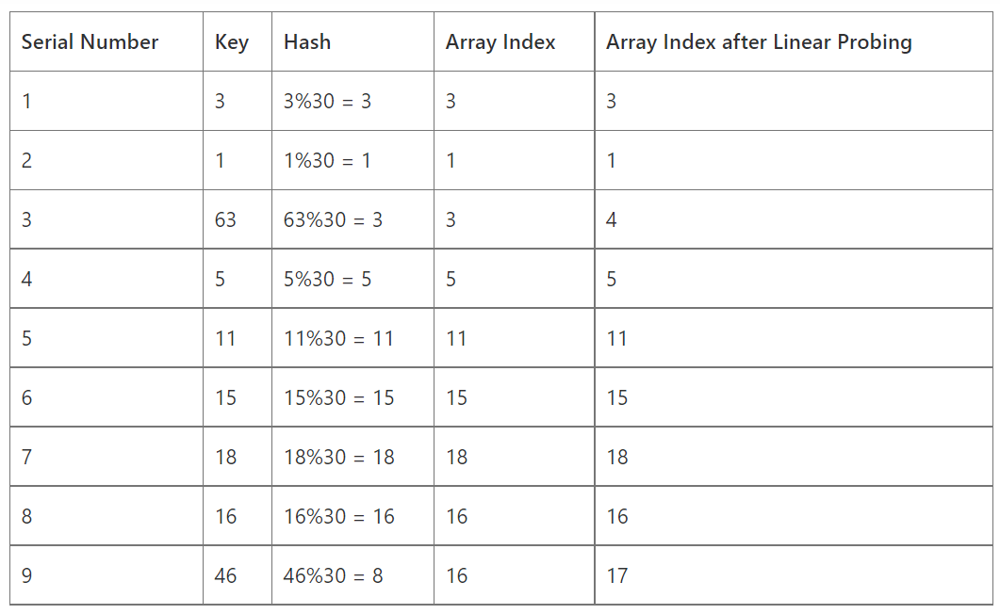 Serial Number Key Hash Array Index Array Index after Linear Probing
1 3 3%30 = 3 3 3
2 1 1%30 = 1 1 1
3 63 63%30 = 3 3 4
4 5 5%30 = 5 5 5
5 11 11%30 = 11 11 11
6 15 15%30 = 15 15 15
7 18 18%30 = 18 18 18
8 16 16%30 = 16 16 16
9 46 46%30 = 8 16 17